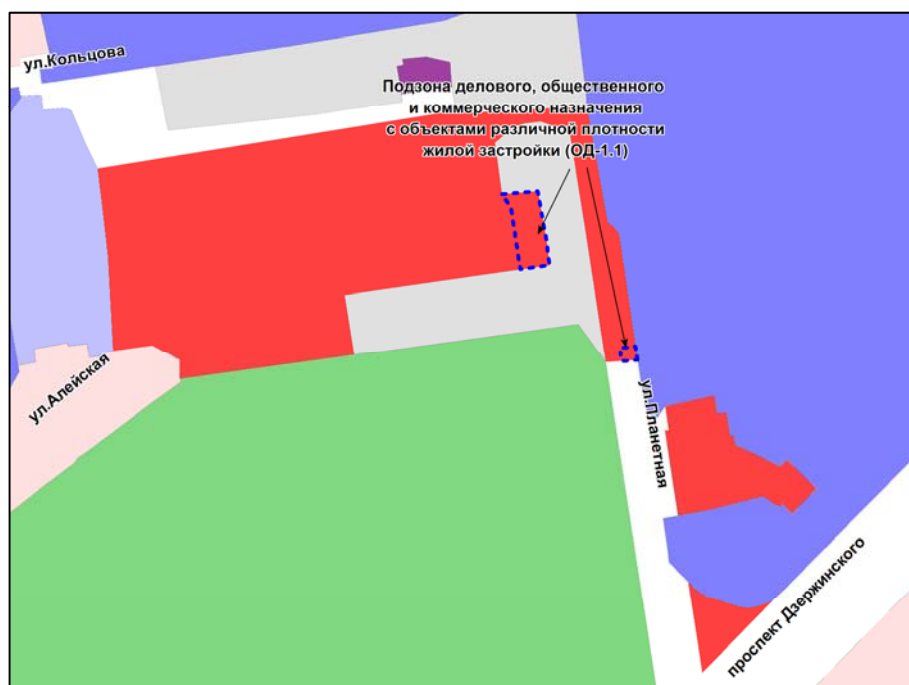 ул.Кольцова
Подзона делового, общественного
и коммерческого назначения
с объектами различной плотности
жилой застройки (ОД-1.1)
ул.Алейская
ул.Планетная
проспект Дзержинского